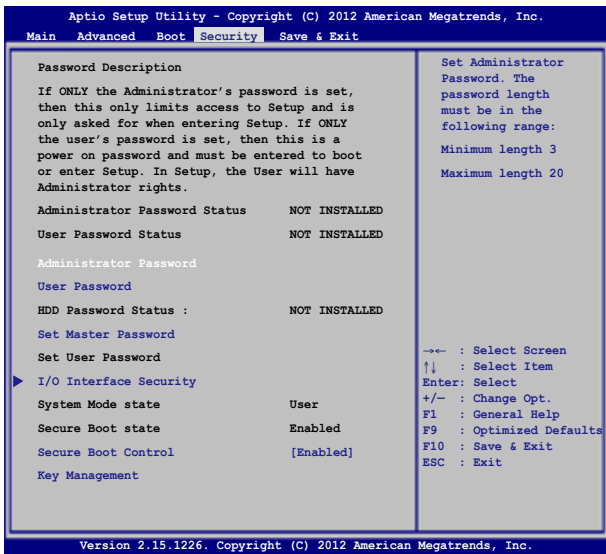 Aptio Setup Utility - Copyright (C) 2012 American Megatrends, Inc.
Main Advanced Boot Security Save & Exit
Password Description
If ONLY the Administrator's password is set,
then this only limits access to Setup and is
only asked for when entering Setup. If ONLY
the user's password is set, then this is a
power on password and must be entered to boot
or enter Setup. In Setup, the User will have
Administrator rights.
Administrator Password Status NOT INSTALLED
User Password Status NOT INSTALLED
Administrator Password
User Password
HDD Password Status : NOT INSTALLED
Set Master Password
Set User Password
I/O Interface Security
System Mode state User
Secure Boot state Enabled
Secure Boot Control [Enabled]
Key Management
Set Administrator
Password. The
password length
must be in the
following range:
Minimum length 3
Maximum length 20
→← : Select Screen
↑↓ : Select Item
Enter: Select
+/— : Change Opt.
F1 : General Help
F9 : Optimized Defaults
F10 : Save & Exit
ESC : Exit
Version 2.15.1226. Copyright (C) 2012 American Megatrends, Inc.